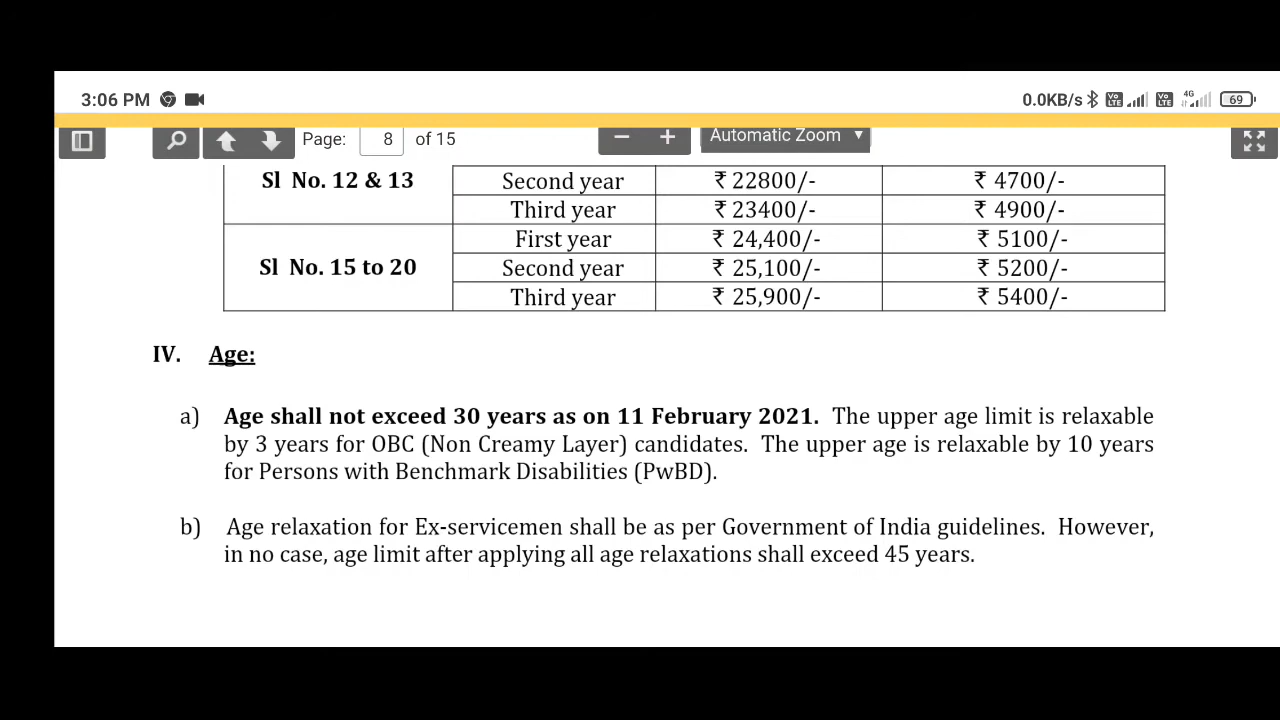 3:06 PM 0.0KB/s Vo LTE Vo LTE 4G 69
Page: 8 of 15 − + Automatic Zoom
Sl No. 12 & 13 Second year ₹ 22800/- ₹ 4700/-
Third year ₹ 23400/- ₹ 4900/-
First year ₹ 24,400/- ₹ 5100/-
Sl No. 15 to 20 Second year ₹ 25,100/- ₹ 5200/-
Third year ₹ 25,900/- ₹ 5400/-
IV. Age:
a) Age shall not exceed 30 years as on 11 February 2021. The upper age limit is relaxable
by 3 years for OBC (Non Creamy Layer) candidates. The upper age is relaxable by 10 years
for Persons with Benchmark Disabilities (PwBD).
b) Age relaxation for Ex-servicemen shall be as per Government of India guidelines. However,
in no case, age limit after applying all age relaxations shall exceed 45 years.